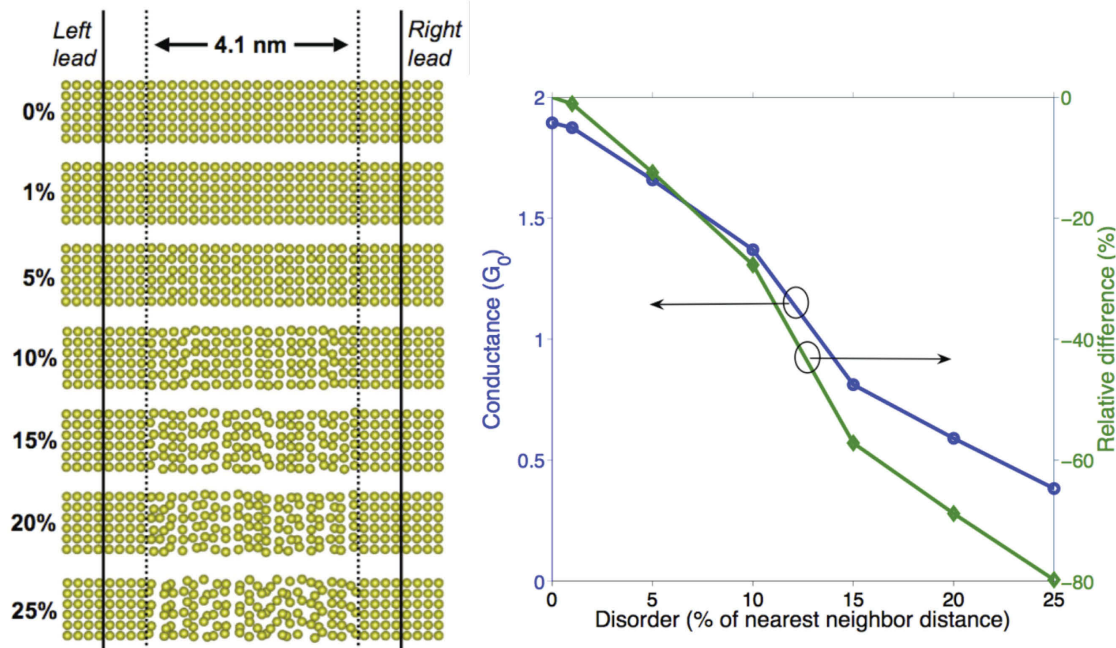 Left
lead
4.1 nm
Right
lead
0%
1%
5%
10%
15%
20%
25%
2
1.5
1
0.5
0
Conductance (G₀)
0
−20
−40
−60
−80
Relative difference (%)
0 5 10 15 20 25
Disorder (% of nearest neighbor distance)